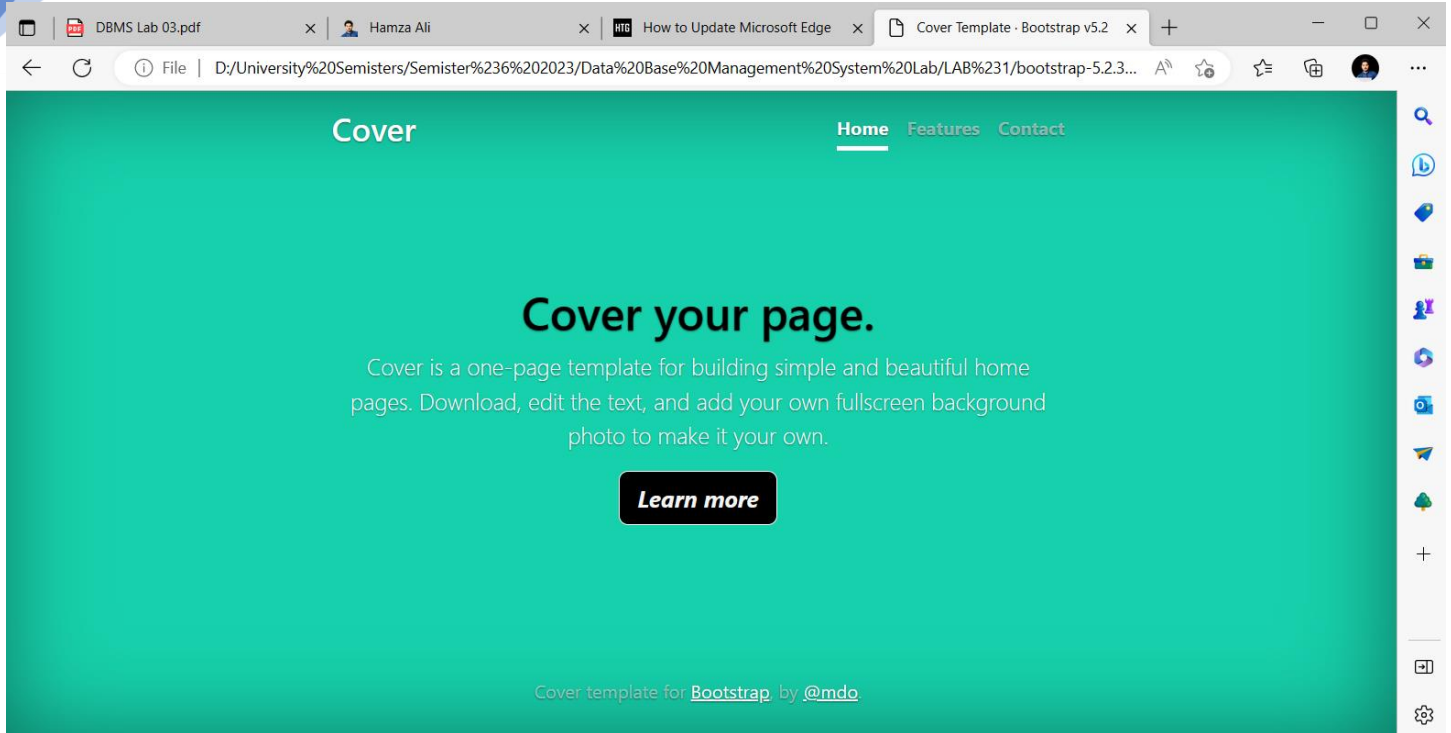 DBMS Lab 03.pdf
Hamza Ali
HTG How to Update Microsoft Edge
Cover Template · Bootstrap v5.2
File | D:/University%20Semisters/Semister%236%202023/Data%20Base%20Management%20System%20Lab/LAB%231/bootstrap-5.2.3...
Cover
Home Features Contact
Cover your page.
Cover is a one-page template for building simple and beautiful home
pages. Download, edit the text, and add your own fullscreen background
photo to make it your own.
Learn more
Cover template for Bootstrap, by @mdo.